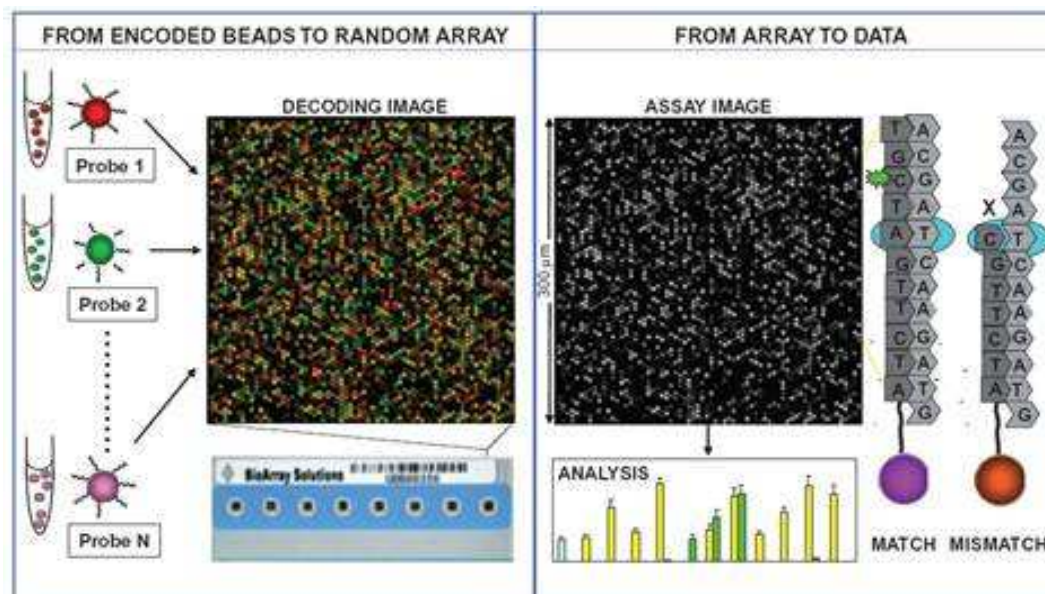 FROM ENCODED BEADS TO RANDOM ARRAY
Probe 1
Probe 2
Probe N
DECODING IMAGE
BioArray Solutions
FROM ARRAY TO DATA
ASSAY IMAGE
300 µm
ANALYSIS
T A
G C
C G
T A
A T
G C
T A
T A
C G
T A
A T
G
MATCH
A
C
G
A
X
C T
G C
T A
T A
C G
T A
A T
G
MISMATCH